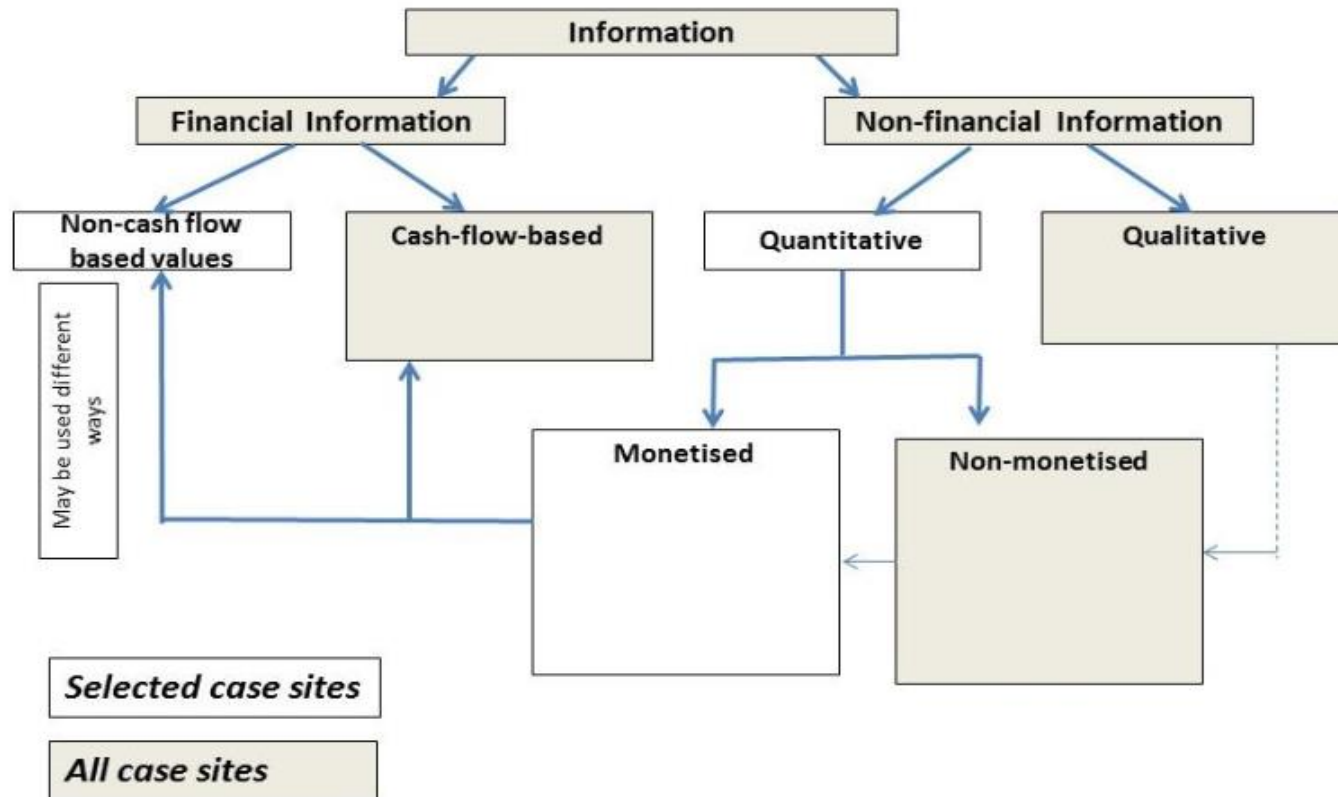 Information
Financial Information
Non-financial Information
Non-cash flow
based values
Cash-flow-based
Quantitative
Qualitative
May be used different
ways
Monetised
Non-monetised
Selected case sites
All case sites